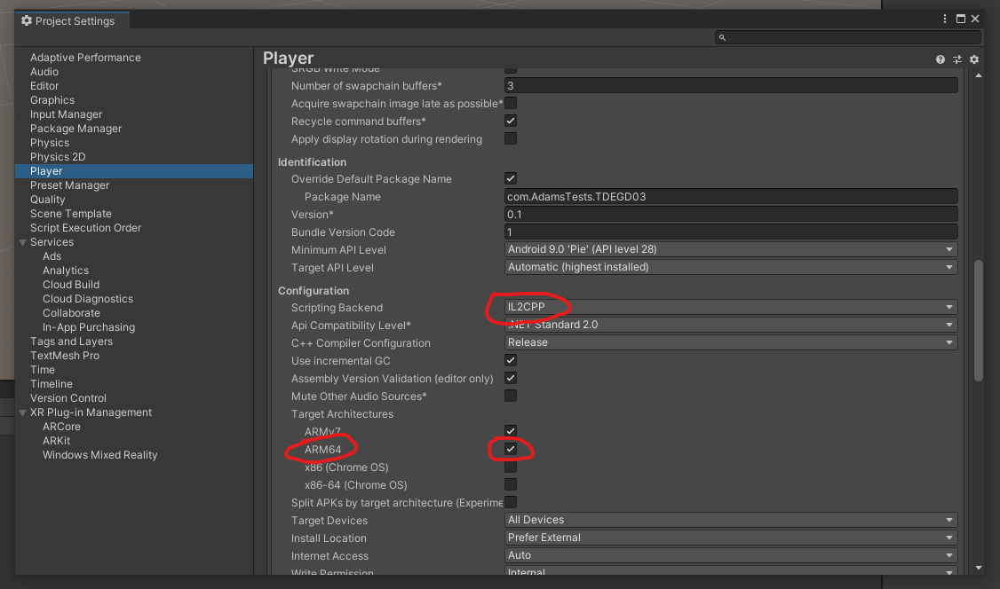 Project Settings
Adaptive Performance
Audio
Editor
Graphics
Input Manager
Package Manager
Physics
Physics 2D
Player
Preset Manager
Quality
Scene Template
Script Execution Order
Services
Ads
Analytics
Cloud Build
Cloud Diagnostics
Collaborate
In-App Purchasing
Tags and Layers
TextMesh Pro
Time
Timeline
Version Control
XR Plug-in Management
ARCore
ARKit
Windows Mixed Reality
Player
SRGB Write Mode
Number of swapchain buffers* 3
Acquire swapchain image late as possible*
Recycle command buffers*
Apply display rotation during rendering
Identification
Override Default Package Name
Package Name com.AdamsTests.TDEGD03
Version* 0.1
Bundle Version Code 1
Minimum API Level Android 9.0 'Pie' (API level 28)
Target API Level Automatic (highest installed)
Configuration
Scripting Backend IL2CPP
Api Compatibility Level* .NET Standard 2.0
C++ Compiler Configuration Release
Use incremental GC
Assembly Version Validation (editor only)
Mute Other Audio Sources*
Target Architectures
ARMv7
ARM64
x86 (Chrome OS)
x86-64 (Chrome OS)
Split APKs by target architecture (Experime
Target Devices All Devices
Install Location Prefer External
Internet Access Auto
Write Permission Internal